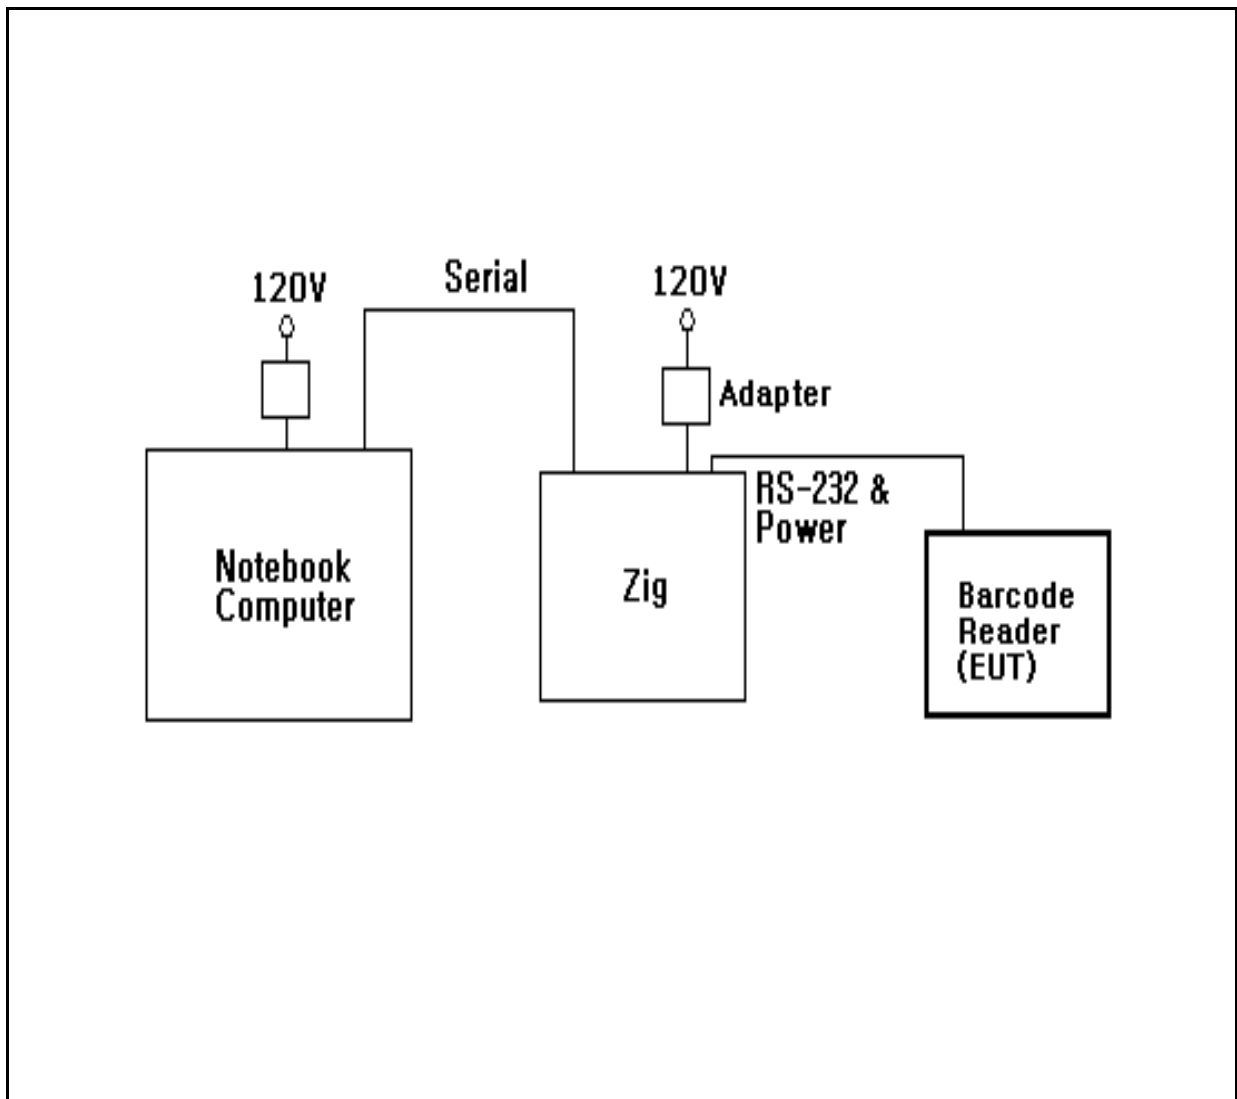 120V
Serial
120V
Adapter
RS-232 &
Power
Notebook
Computer
Zig
Barcode
Reader
(EUT)